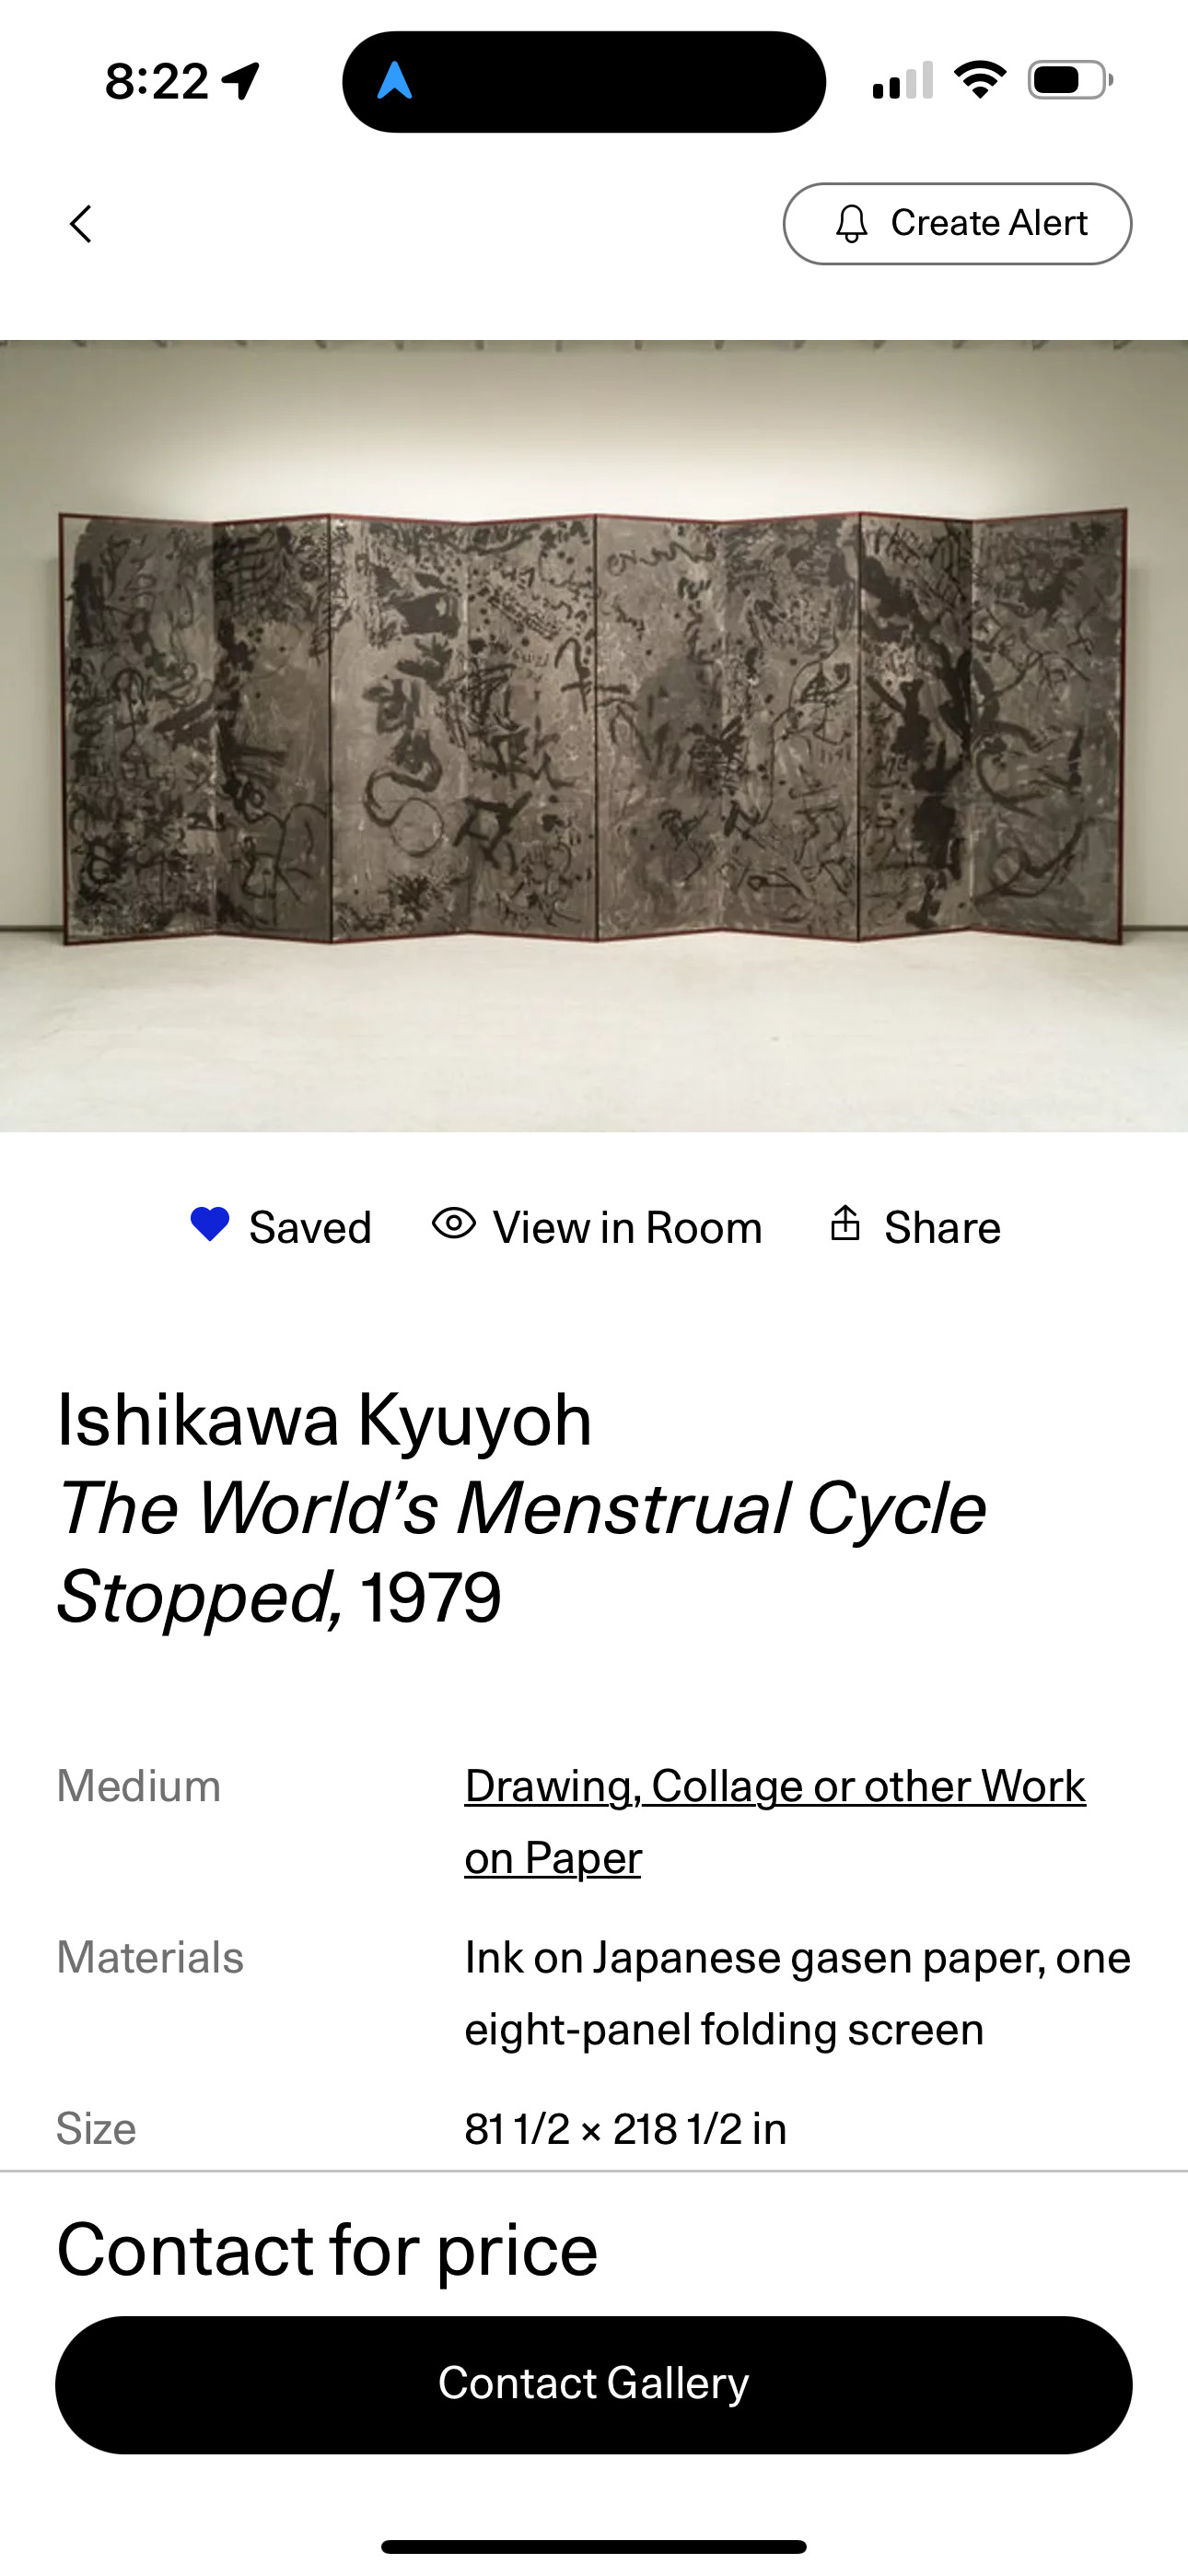 8:22
Create Alert
Saved
View in Room
Share
Ishikawa Kyuyoh
The World’s Menstrual Cycle
Stopped, 1979
Medium
Drawing, Collage or other Work
on Paper
Materials
Ink on Japanese gasen paper, one
eight-panel folding screen
Size
81 1/2 × 218 1/2 in
Contact for price
Contact Gallery